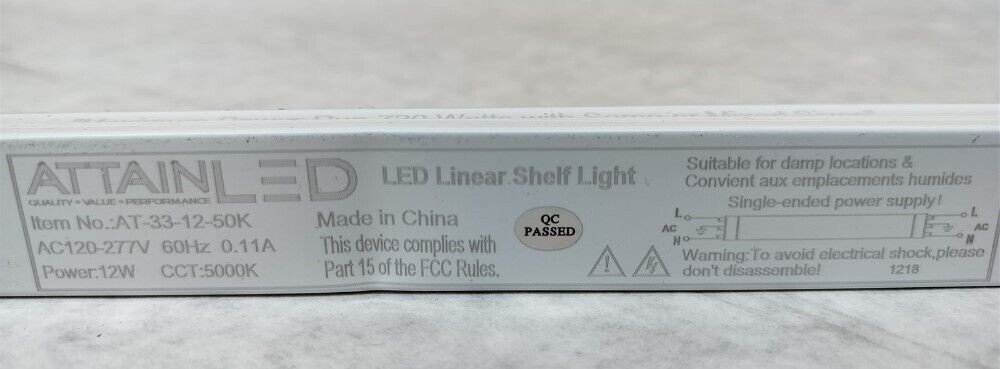 ATTAINLED
QUALITY • VALUE • PERFORMANCE
Item No.:AT-33-12-50K
AC120-277V 60Hz 0.11A
Power:12W CCT:5000K
LED Linear Shelf Light
Made in China
This device complies with
Part 15 of the FCC Rules.
QC
PASSED
Suitable for damp locations &
Convient aux emplacements humides
Single-ended power supply!
L L
AC AC
N N
Warning:To avoid electrical shock,please
don't disassemble! 1218